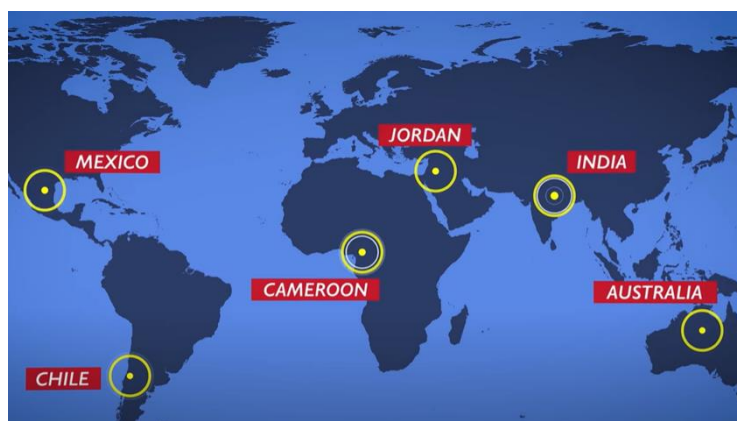 JORDAN
MEXICO
INDIA
CAMEROON
AUSTRALIA
CHILE